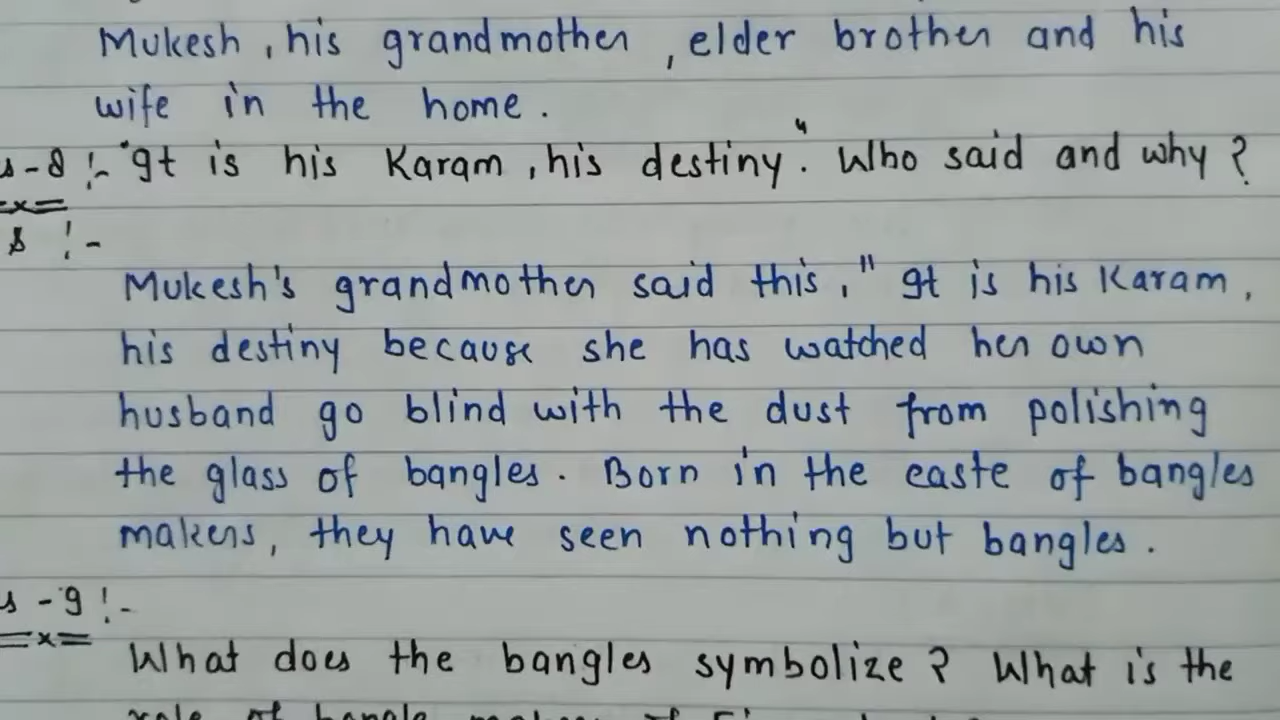 Mukesh, his grandmother, elder brother and his
wife in the home.
s-8 !- "It is his Karam, his destiny". Who said and why?
s !-
Mukesh's grandmother said this, "It is his Karam,
his destiny because she has watched her own
husband go blind with the dust from polishing
the glass of bangles. Born in the caste of bangles
makers, they have seen nothing but bangles.
s-9 !-
What does the bangles symbolize? What is the
role of bangle